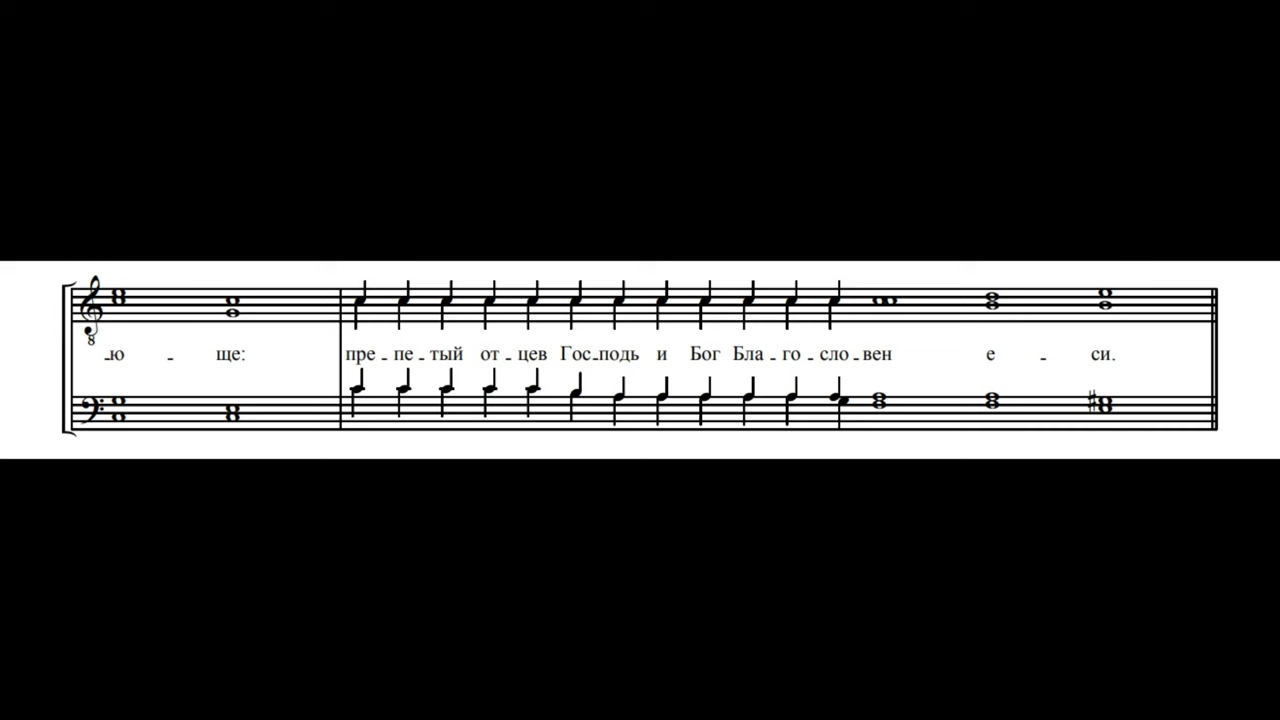 -ю - ще: пре - пе - тый от - цев Гос-подь и Бог Бла - го - сло - вен е - си.